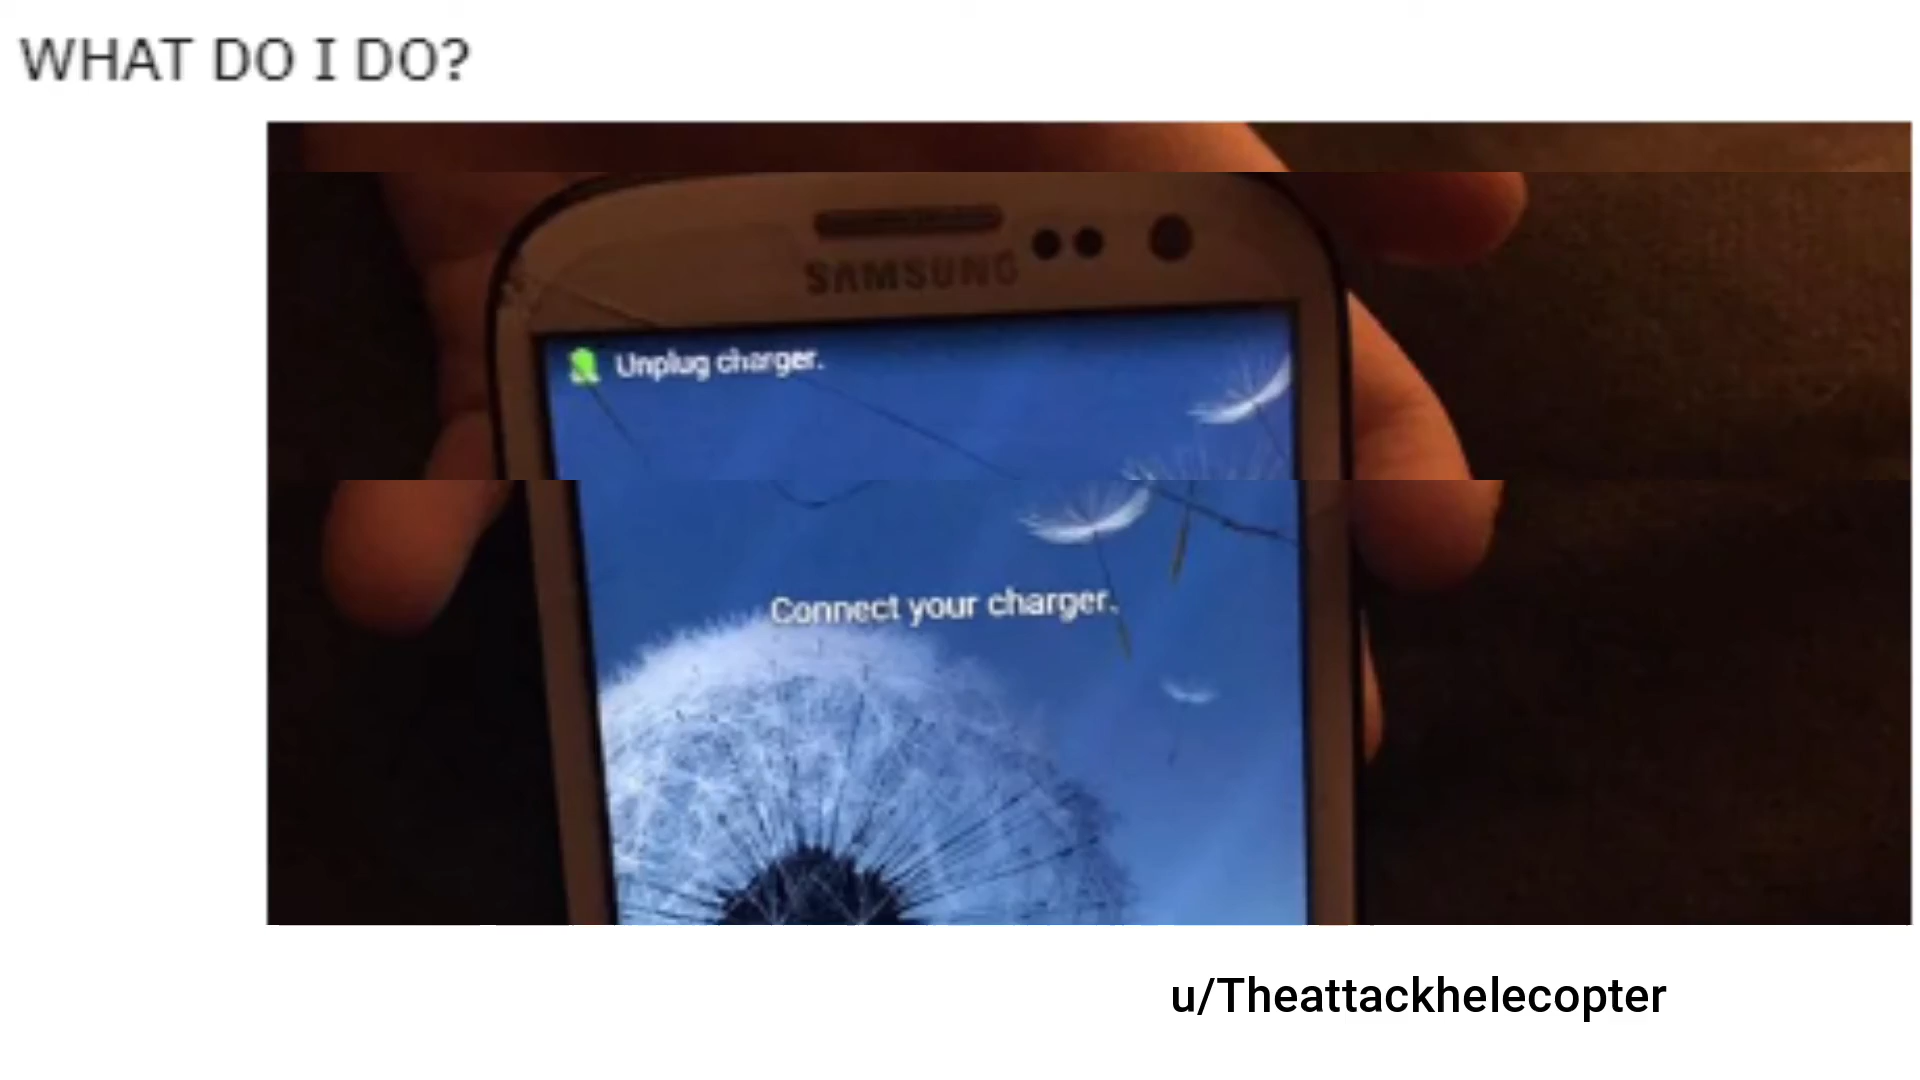 WHAT DO I DO?
SAMSUNG
Unplug charger.
Connect your charger.
u/Theattackhelecopter